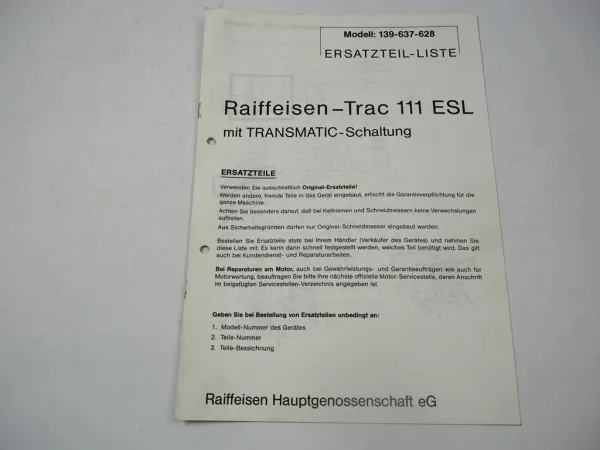 Modell: 139-637-628
ERSATZTEIL-LISTE
Raiffeisen-Trac 111 ESL
mit TRANSMATIC-Schaltung
ERSATZTEILE
Verwenden Sie ausschließlich Original-Ersatzteile!
Werden andere, fremde Teile in das Gerät eingebaut, erlischt die Garantieverpflichtung für die
ganze Maschine.
Achten Sie besonders darauf, daß bei Keilriemen und Schneidmessern keine Verwechslungen
auftreten.
Aus Sicherheitsgründen dürfen nur Original-Schneidmesser eingebaut werden.
Bestellen Sie Ersatzteile stets bei Ihrem Händler (Verkäufer des Gerätes) und nehmen Sie
diese Liste mit. Es kann dann schnell festgestellt werden, welches Teil benötigt wird. Das gilt
auch bei Kundendienst- und Reparaturarbeiten.
Bei Reparaturen am Motor, auch bei Gewährleistungs- und Garantieaufträgen wie auch für
Motorwartung, beauftragen Sie bitte Ihre nächste offizielle Motor-Servicestelle, deren Anschrift
im beigefügten Servicestellen-Verzeichnis angegeben ist.
Geben Sie bei Bestellung von Ersatzteilen unbedingt an:
1. Modell-Nummer des Gerätes
2. Teile-Nummer
3. Teile-Bezeichnung
Raiffeisen Hauptgenossenschaft eG